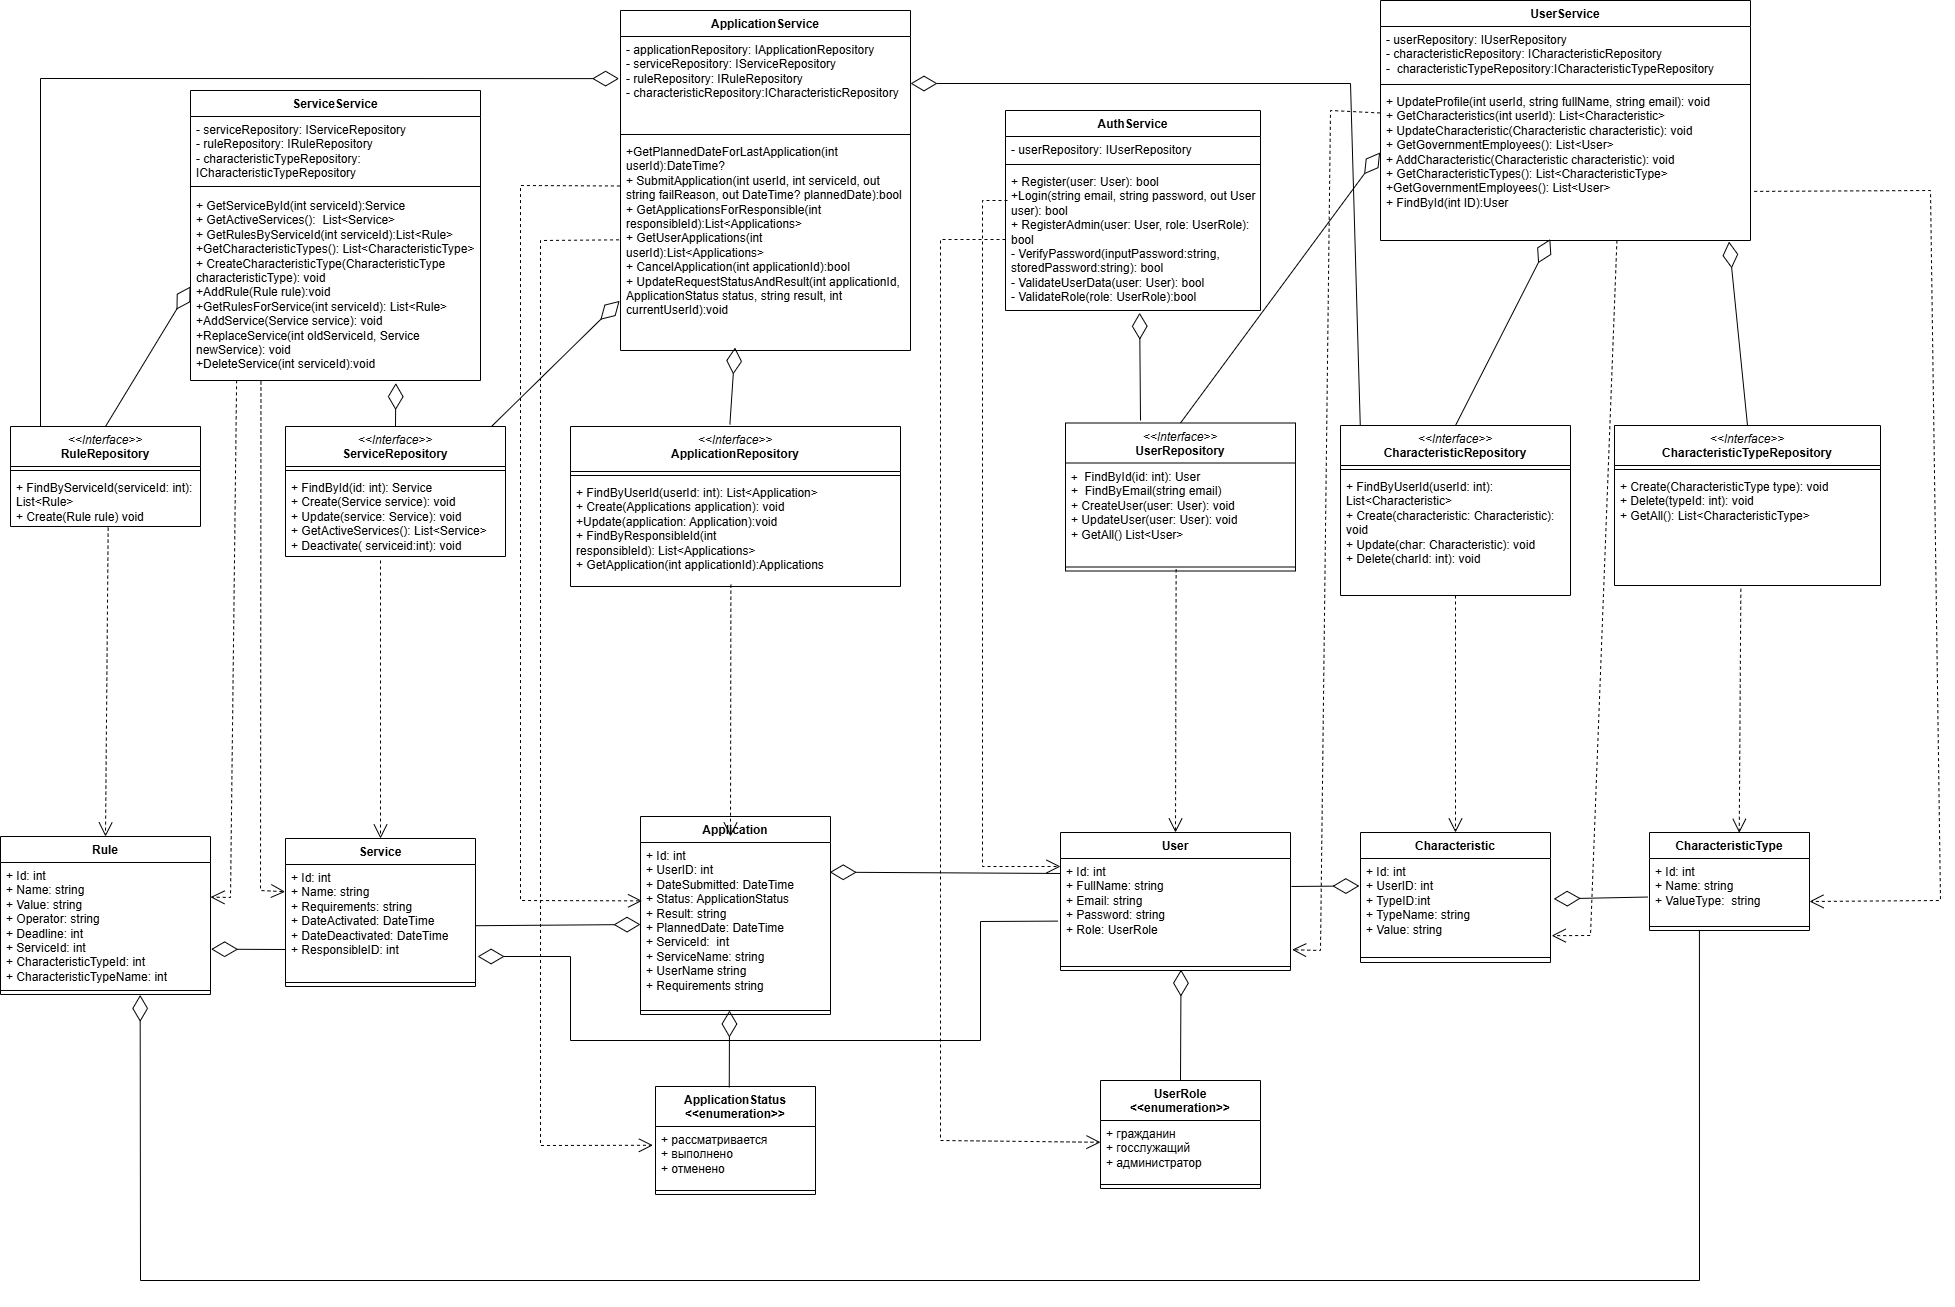 ApplicationService
- applicationRepository: IApplicationRepository
- serviceRepository: IServiceRepository
- ruleRepository: IRuleRepository
- characteristicRepository:ICharacteristicRepository
+GetPlannedDateForLastApplication(int
userId):DateTime?
+ SubmitApplication(int userId, int serviceId, out
string failReason, out DateTime? plannedDate):bool
+ GetApplicationsForResponsible(int
responsibleId):List<Applications>
+ GetUserApplications(int
userId):List<Applications>
+ CancelApplication(int applicationId):bool
+ UpdateRequestStatusAndResult(int applicationId,
ApplicationStatus status, string result, int
currentUserId):void
UserService
- userRepository: IUserRepository
- characteristicRepository: ICharacteristicRepository
- characteristicTypeRepository:ICharacteristicTypeRepository
+ UpdateProfile(int userId, string fullName, string email): void
+ GetCharacteristics(int userId): List<Characteristic>
+ UpdateCharacteristic(Characteristic characteristic): void
+ GetGovernmentEmployees(): List<User>
+ AddCharacteristic(Characteristic characteristic): void
+ GetCharacteristicTypes(): List<CharacteristicType>
+GetGovernmentEmployees(): List<User>
+ FindById(int ID):User
ServiceService
- serviceRepository: IServiceRepository
- ruleRepository: IRuleRepository
- characteristicTypeRepository:
ICharacteristicTypeRepository
+ GetServiceById(int serviceId):Service
+ GetActiveServices(): List<Service>
+ GetRulesByServiceId(int serviceId):List<Rule>
+GetCharacteristicTypes(): List<CharacteristicType>
+ CreateCharacteristicType(CharacteristicType
characteristicType): void
+AddRule(Rule rule):void
+GetRulesForService(int serviceId): List<Rule>
+AddService(Service service): void
+ReplaceService(int oldServiceId, Service
newService): void
+DeleteService(int serviceId):void
AuthService
- userRepository: IUserRepository
+ Register(user: User): bool
+Login(string email, string password, out User
user): bool
+ RegisterAdmin(user: User, role: UserRole):
bool
- VerifyPassword(inputPassword:string,
storedPassword:string): bool
- ValidateUserData(user: User): bool
- ValidateRole(role: UserRole):bool
<<Interface>>
RuleRepository
+ FindByServiceId(serviceId: int):
List<Rule>
+ Create(Rule rule) void
<<Interface>>
ServiceRepository
+ FindById(id: int): Service
+ Create(Service service): void
+ Update(service: Service): void
+ GetActiveServices(): List<Service>
+ Deactivate( serviceid:int): void
<<Interface>>
ApplicationRepository
+ FindByUserId(userId: int): List<Application>
+ Create(Applications application): void
+Update(application: Application):void
+ FindByResponsibleId(int
responsibleId): List<Applications>
+ GetApplication(int applicationId):Applications
<<Interface>>
UserRepository
+ FindById(id: int): User
+ FindByEmail(string email)
+ CreateUser(user: User): void
+ UpdateUser(user: User): void
+ GetAll() List<User>
<<Interface>>
CharacteristicRepository
+ FindByUserId(userId: int):
List<Characteristic>
+ Create(characteristic: Characteristic):
void
+ Update(char: Characteristic): void
+ Delete(charId: int): void
<<Interface>>
CharacteristicTypeRepository
+ Create(CharacteristicType type): void
+ Delete(typeId: int): void
+ GetAll(): List<CharacteristicType>
Rule
+ Id: int
+ Name: string
+ Value: string
+ Operator: string
+ Deadline: int
+ ServiceId: int
+ CharacteristicTypeId: int
+ CharacteristicTypeName: int
Service
+ Id: int
+ Name: string
+ Requirements: string
+ DateActivated: DateTime
+ DateDeactivated: DateTime
+ ResponsibleID: int
Application
+ Id: int
+ UserID: int
+ DateSubmitted: DateTime
+ Status: ApplicationStatus
+ Result: string
+ PlannedDate: DateTime
+ ServiceId: int
+ ServiceName: string
+ UserName string
+ Requirements string
User
+ Id: int
+ FullName: string
+ Email: string
+ Password: string
+ Role: UserRole
Characteristic
+ Id: int
+ UserID: int
+ TypeID:int
+ TypeName: string
+ Value: string
CharacteristicType
+ Id: int
+ Name: string
+ ValueType: string
ApplicationStatus
<<enumeration>>
+ рассматривается
+ выполнено
+ отменено
UserRole
<<enumeration>>
+ гражданин
+ госслужащий
+ администратор